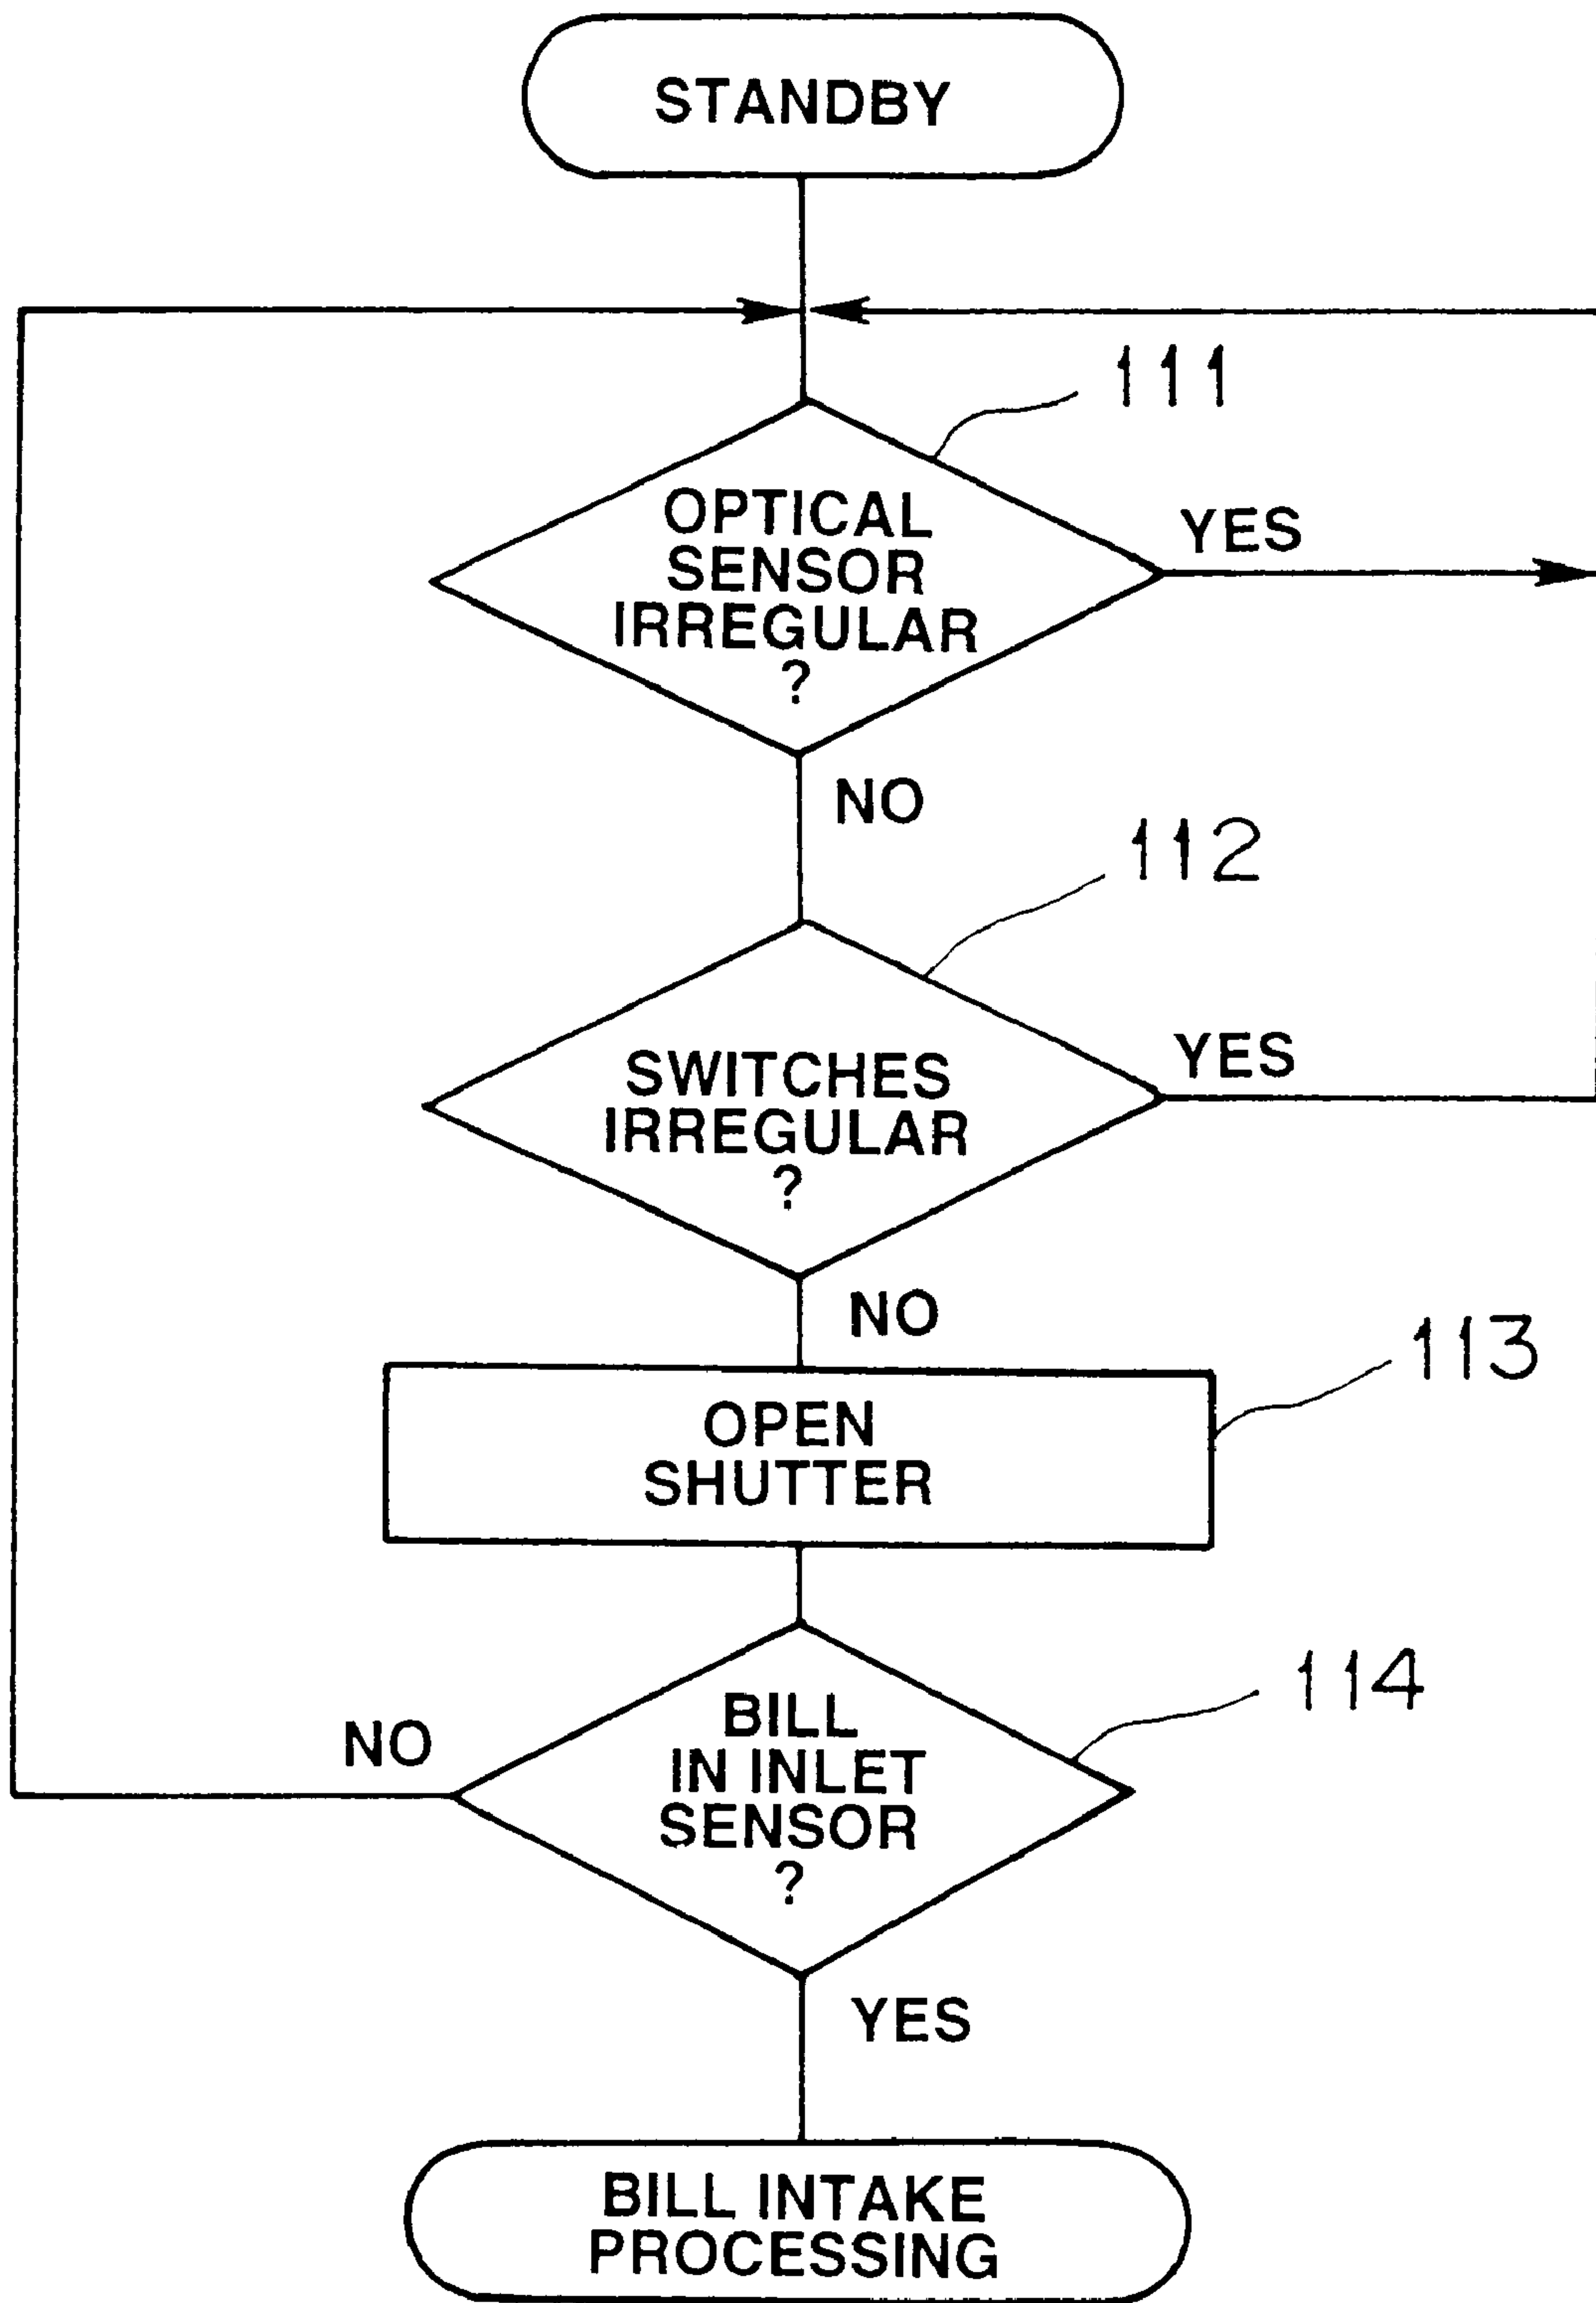 STANDBY
111
OPTICAL
SENSOR
IRREGULAR
?
YES
NO
112
SWITCHES
IRREGULAR
?
YES
NO
113
OPEN
SHUTTER
114
BILL
IN INLET
SENSOR
?
NO
YES
BILL INTAKE
PROCESSING